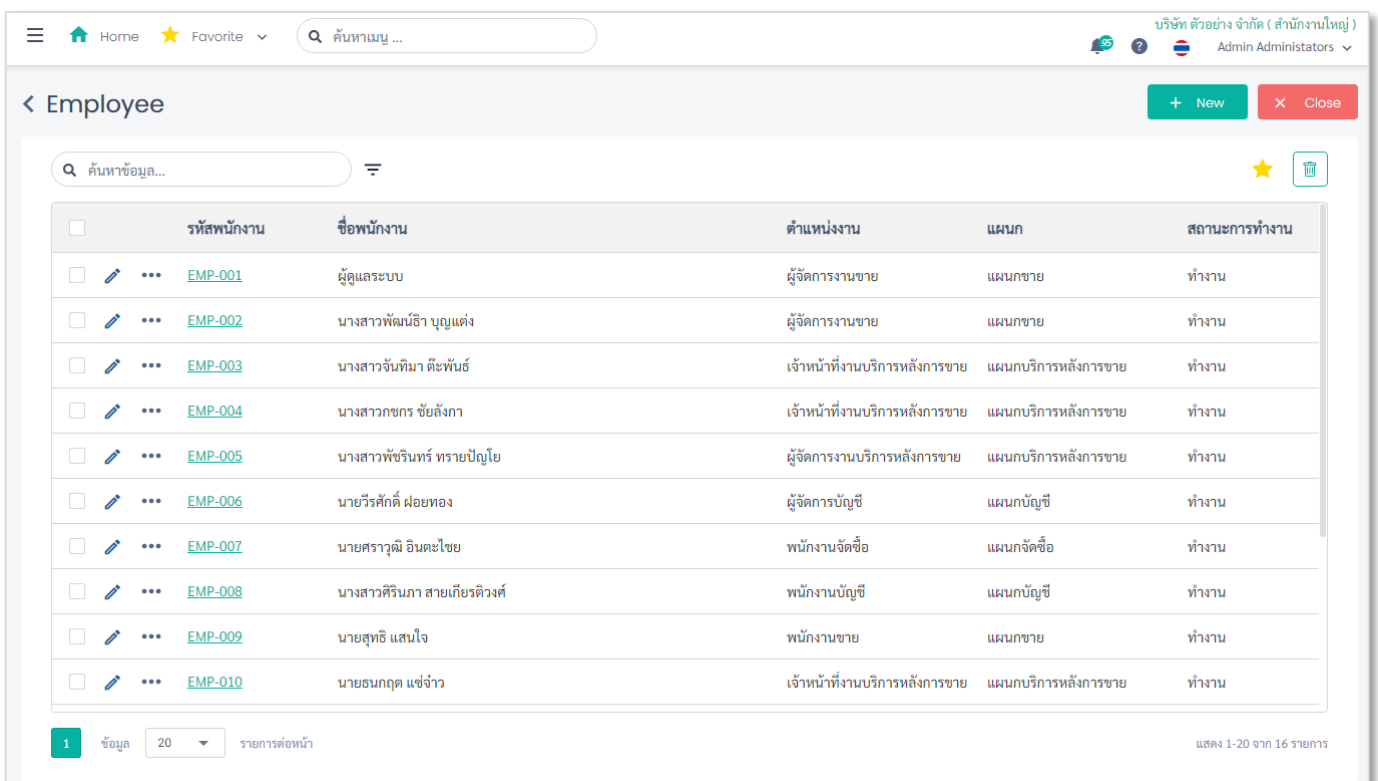 บริษัท ตัวอย่าง จำกัด ( สำนักงานใหญ่ )
Home Favorite ค้นหาเมนู ... 95 ? Admin Administators
Employee + New × Close
ค้นหาข้อมูล...
รหัสพนักงาน ชื่อพนักงาน ตำแหน่งงาน แผนก สถานะการทำงาน
EMP-001 ผู้ดูแลระบบ ผู้จัดการงานขาย แผนกขาย ทำงาน
EMP-002 นางสาวพัฒน์ธิา บุญแต่ง ผู้จัดการงานขาย แผนกขาย ทำงาน
EMP-003 นางสาวจันทิมา ต๊ะพันธ์ เจ้าหน้าที่งานบริการหลังการขาย แผนกบริการหลังการขาย ทำงาน
EMP-004 นางสาวกชกร ชัยลังกา เจ้าหน้าที่งานบริการหลังการขาย แผนกบริการหลังการขาย ทำงาน
EMP-005 นางสาวพัชรินทร์ ทรายปัญโย ผู้จัดการงานบริการหลังการขาย แผนกบริการหลังการขาย ทำงาน
EMP-006 นายวีรศักดิ์ ฝอยทอง ผู้จัดการบัญชี แผนกบัญชี ทำงาน
EMP-007 นายศราวุฒิ อินตะไชย พนักงานจัดซื้อ แผนกจัดซื้อ ทำงาน
EMP-008 นางสาวศิรินภา สายเกียรติวงศ์ พนักงานบัญชี แผนกบัญชี ทำงาน
EMP-009 นายสุทธิ แสนใจ พนักงานขาย แผนกขาย ทำงาน
EMP-010 นายธนกฤต แซ่จ๋าว เจ้าหน้าที่งานบริการหลังการขาย แผนกบริการหลังการขาย ทำงาน
1 ข้อมูล 20 รายการต่อหน้า แสดง 1-20 จาก 16 รายการ